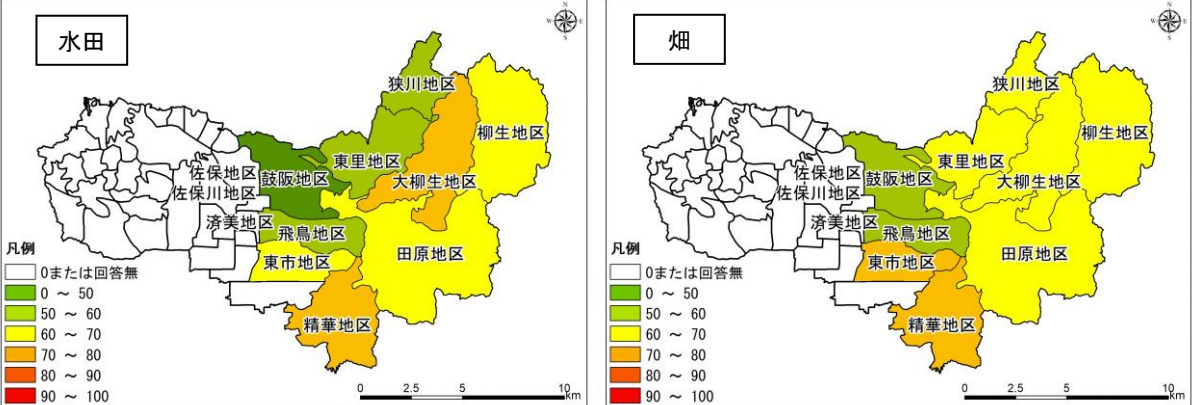 水田
N
W
E
S
狭川地区
柳生地区
東里地区
佐保地区
鼓阪地区
大柳生地区
佐保川地区
済美地区
飛鳥地区
田原地区
東市地区
精華地区
凡例
0または回答無
0 ～ 50
50 ～ 60
60 ～ 70
70 ～ 80
80 ～ 90
90 ～ 100
0 2.5 5 10
km
畑
N
W
E
S
狭川地区
柳生地区
東里地区
佐保地区
鼓阪地区
大柳生地区
佐保川地区
済美地区
飛鳥地区
田原地区
東市地区
精華地区
凡例
0または回答無
0 ～ 50
50 ～ 60
60 ～ 70
70 ～ 80
80 ～ 90
90 ～ 100
0 2.5 5 10
km